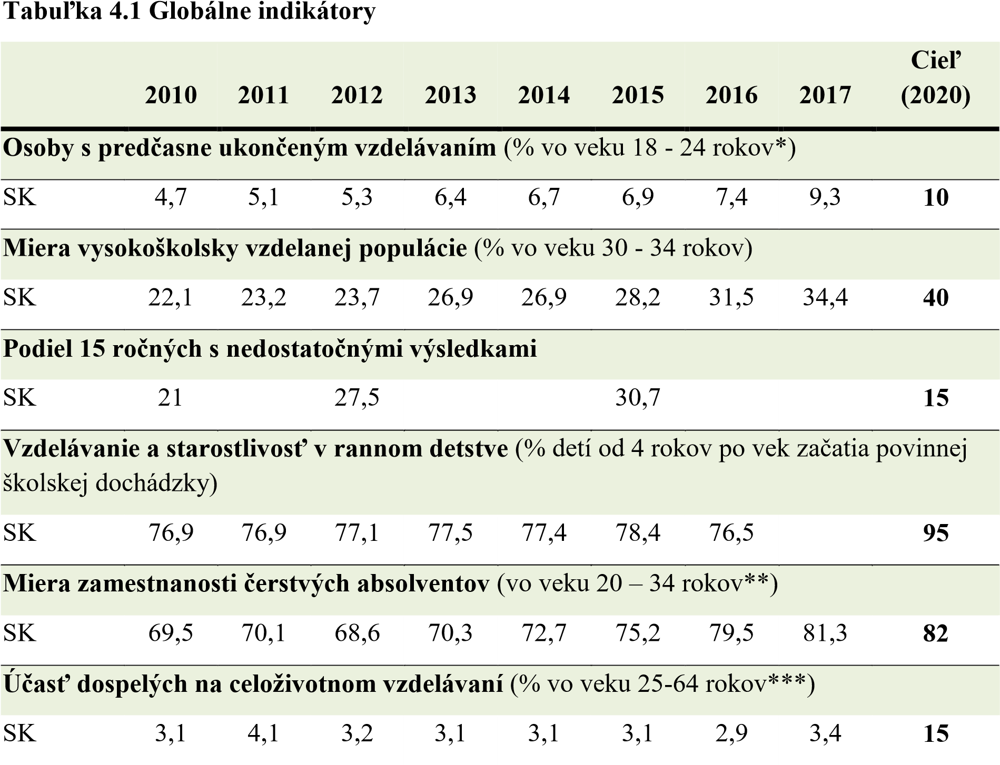 Tabuľka 4.1 Globálne indikátory
Cieľ
2010 2011 2012 2013 2014 2015 2016 2017 (2020)
Osoby s predčasne ukončeným vzdelávaním (% vo veku 18 - 24 rokov*)
SK 4,7 5,1 5,3 6,4 6,7 6,9 7,4 9,3 10
Miera vysokoškolsky vzdelanej populácie (% vo veku 30 - 34 rokov)
SK 22,1 23,2 23,7 26,9 26,9 28,2 31,5 34,4 40
Podiel 15 ročných s nedostatočnými výsledkami
SK 21 27,5 30,7 15
Vzdelávanie a starostlivosť v rannom detstve (% detí od 4 rokov po vek začatia povinnej
školskej dochádzky)
SK 76,9 76,9 77,1 77,5 77,4 78,4 76,5 95
Miera zamestnanosti čerstvých absolventov (vo veku 20 – 34 rokov**)
SK 69,5 70,1 68,6 70,3 72,7 75,2 79,5 81,3 82
Účasť dospelých na celoživotnom vzdelávaní (% vo veku 25-64 rokov***)
SK 3,1 4,1 3,2 3,1 3,1 3,1 2,9 3,4 15